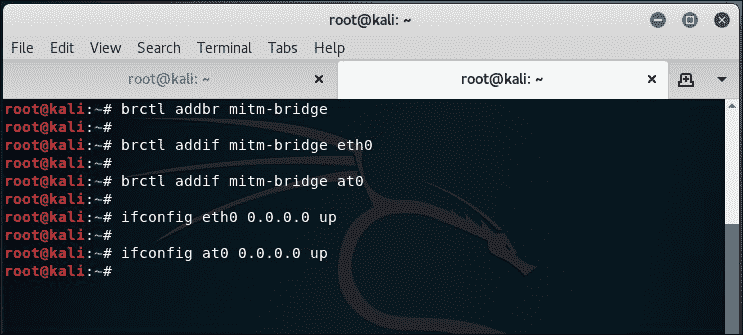 root@kali: ~
File Edit View Search Terminal Tabs Help
root@kali: ~ root@kali: ~
root@kali:~# brctl addbr mitm-bridge
root@kali:~#
root@kali:~# brctl addif mitm-bridge eth0
root@kali:~#
root@kali:~# brctl addif mitm-bridge at0
root@kali:~#
root@kali:~# ifconfig eth0 0.0.0.0 up
root@kali:~#
root@kali:~# ifconfig at0 0.0.0.0 up
root@kali:~#